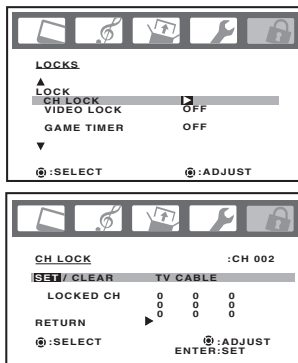 LOCKS
LOCK
CH LOCK
VIDEO LOCK OFF
GAME TIMER OFF
:SELECT :ADJUST
CH LOCK :CH 002
SET / CLEAR TV CABLE
LOCKED CH 0 0 0
0 0 0
0 0 0
RETURN
:SELECT :ADJUST
ENTER:SET